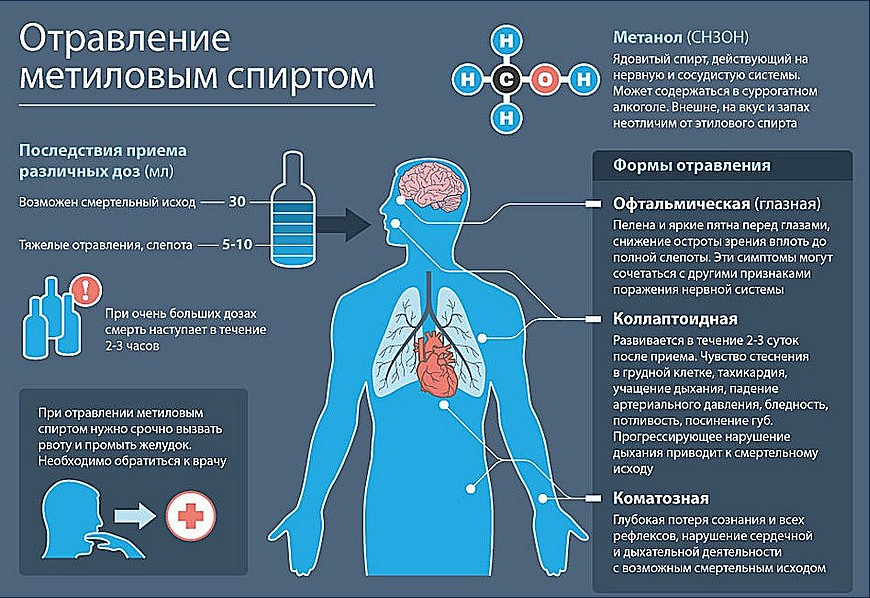 Отравление
метиловым спиртом
H
H C O H
H
Метанол (CH3OH)
Ядовитый спирт, действующий на
нервную и сосудистую системы.
Может содержаться в суррогатном
алкоголе. Внешне, на вкус и запах
неотличим от этилового спирта
Последствия приема
различных доз (мл)
Возможен смертельный исход 30
Тяжелые отравления, слепота 5-10
!
При очень больших дозах
смерть наступает в течение
2-3 часов
При отравлении метиловым
спиртом нужно срочно вызвать
рвоту и промыть желудок.
Необходимо обратиться к врачу
Формы отравления
Офтальмическая (глазная)
Пелена и яркие пятна перед глазами,
снижение остроты зрения вплоть до
полной слепоты. Эти симптомы могут
сочетаться с другими признаками
поражения нервной системы
Коллаптоидная
Развивается в течение 2-3 суток
после приема. Чувство стеснения
в грудной клетке, тахикардия,
учащение дыхания, падение
артериального давления, бледность,
потливость, посинение губ.
Прогрессирующее нарушение
дыхания приводит к смертельному
исходу
Коматозная
Глубокая потеря сознания и всех
рефлексов, нарушение сердечной
и дыхательной деятельности
с возможным смертельным исходом